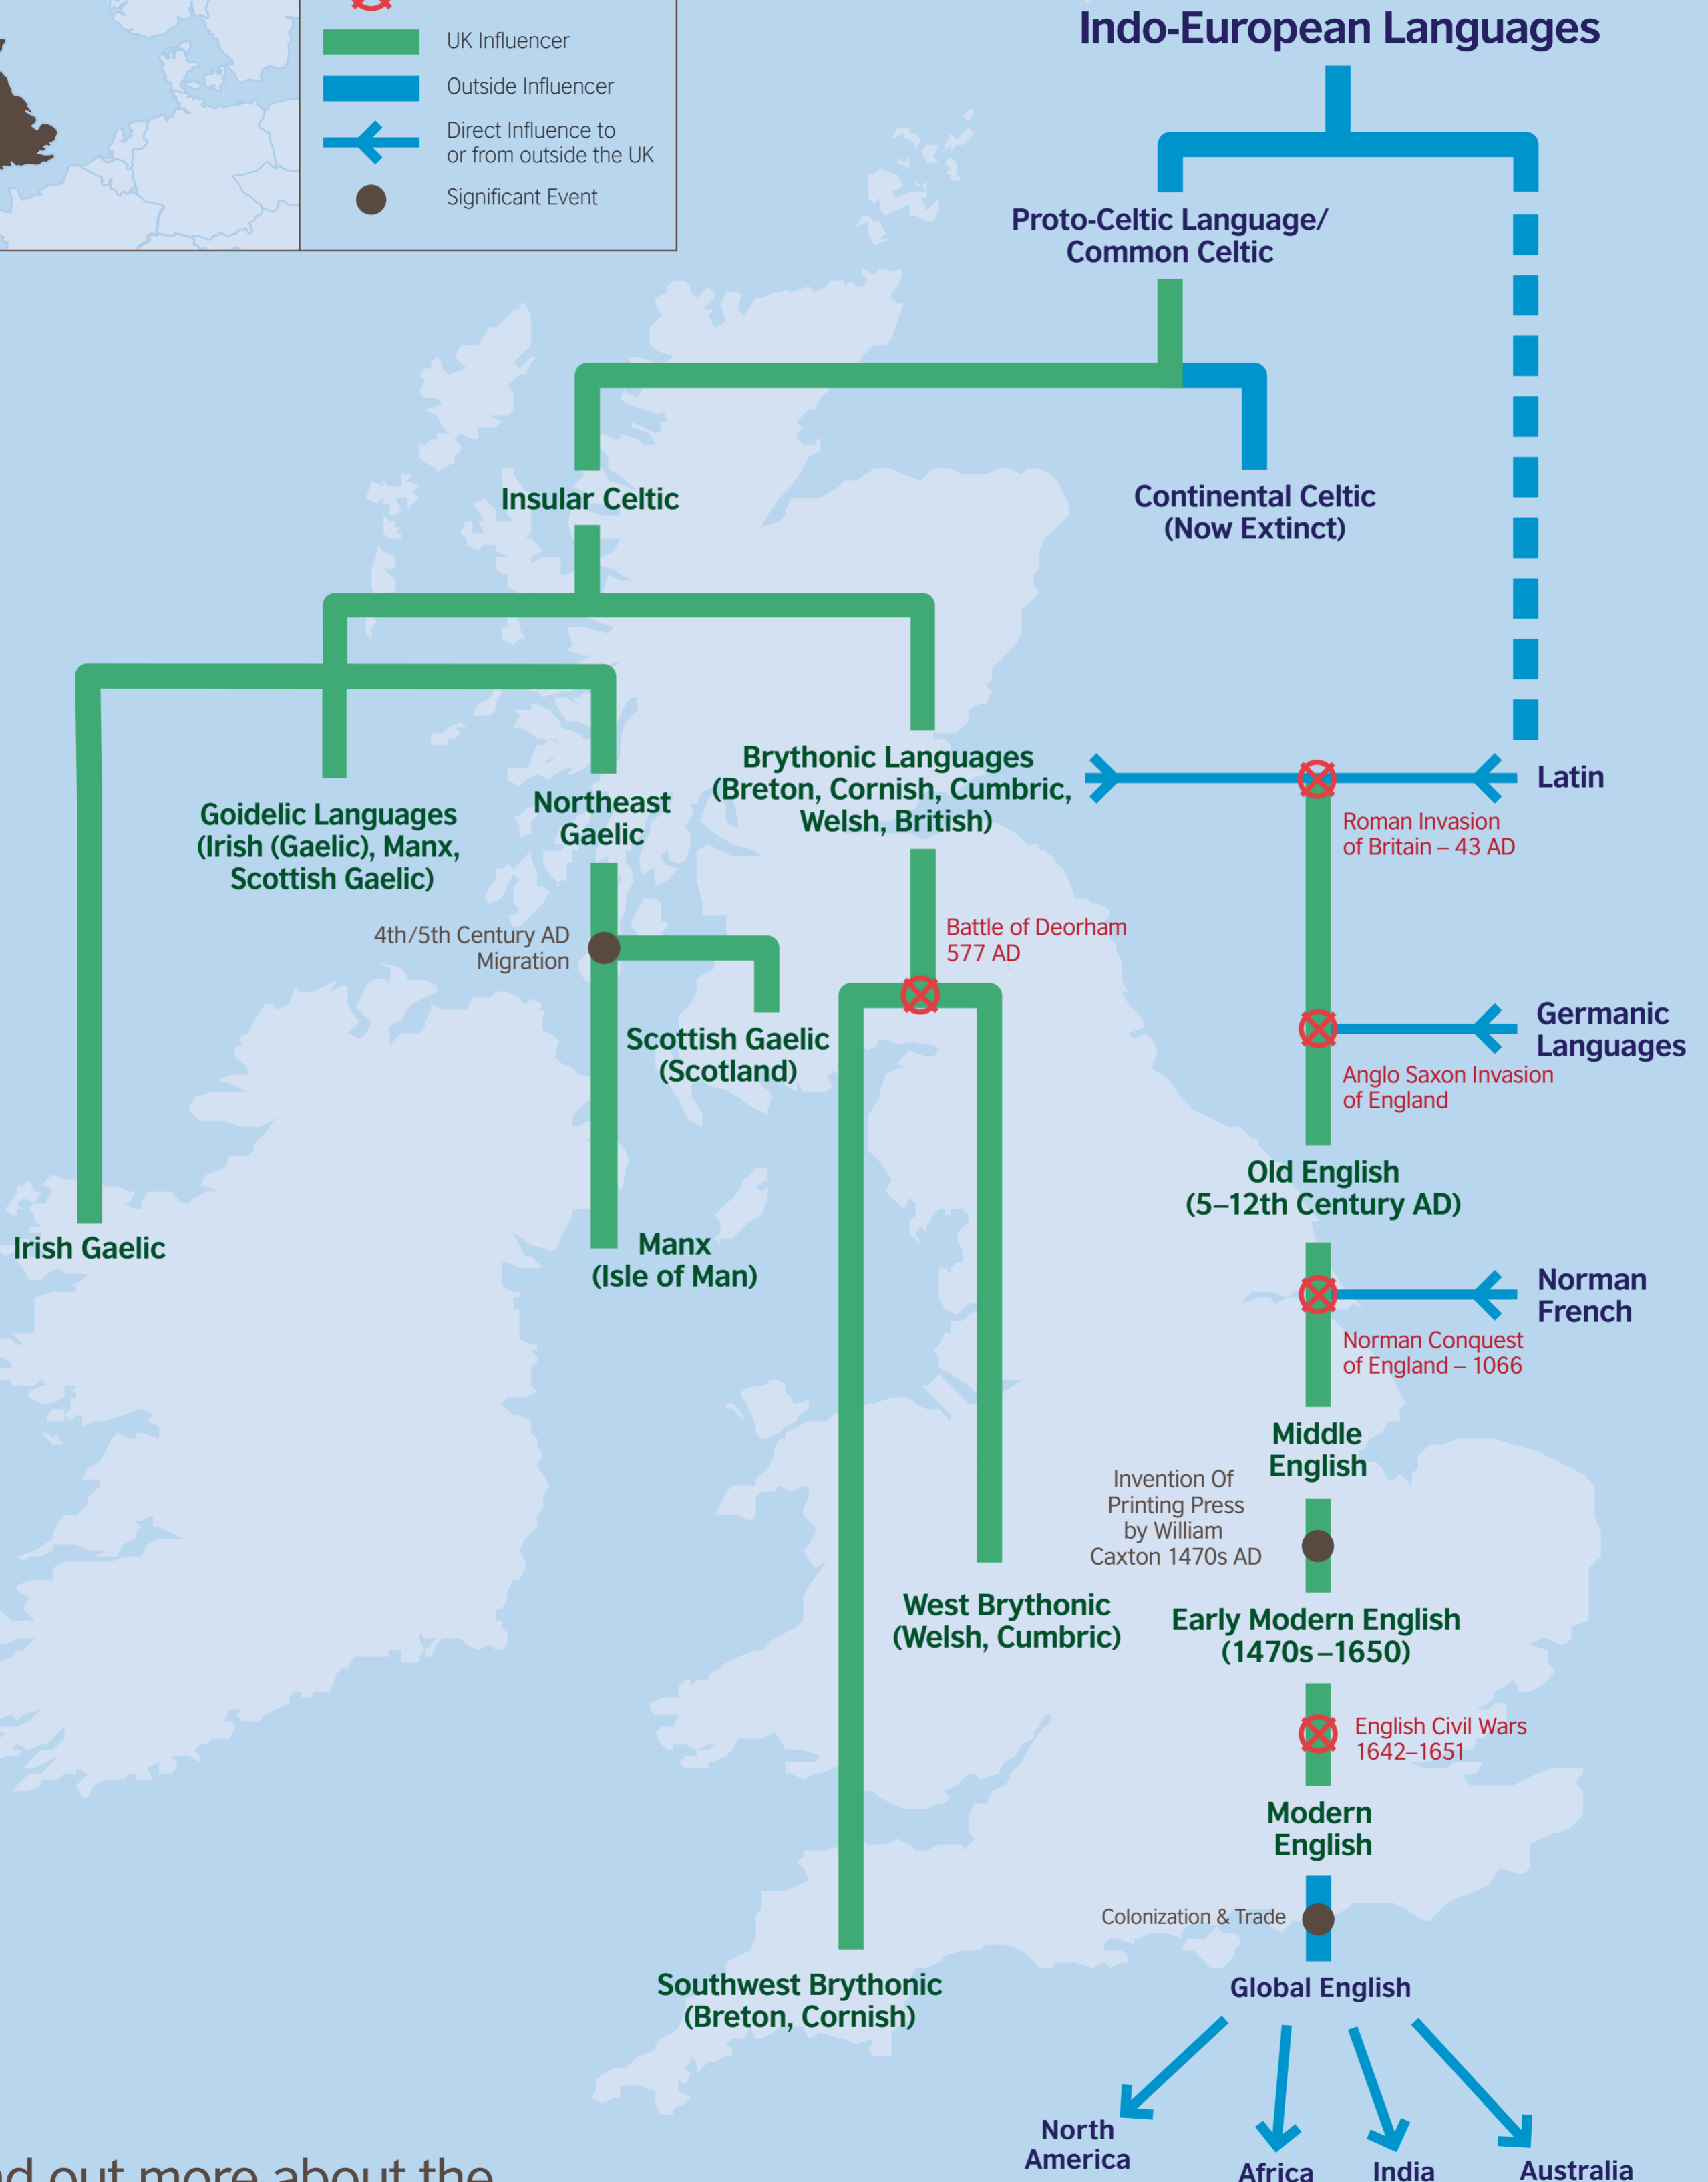 UK Influencer
Outside Influencer
Direct Influence to
or from outside the UK
Significant Event
Indo-European Languages
Proto-Celtic Language/
Common Celtic
Insular Celtic
Continental Celtic
(Now Extinct)
Goidelic Languages
(Irish (Gaelic), Manx,
Scottish Gaelic)
Northeast
Gaelic
Brythonic Languages
(Breton, Cornish, Cumbric,
Welsh, British)
Latin
Roman Invasion
of Britain – 43 AD
4th/5th Century AD
Migration
Battle of Deorham
577 AD
Scottish Gaelic
(Scotland)
Germanic
Languages
Anglo Saxon Invasion
of England
Old English
(5–12th Century AD)
Irish Gaelic
Manx
(Isle of Man)
Norman
French
Norman Conquest
of England – 1066
Middle
English
Invention Of
Printing Press
by William
Caxton 1470s AD
West Brythonic
(Welsh, Cumbric)
Early Modern English
(1470s–1650)
English Civil Wars
1642–1651
Modern
English
Colonization & Trade
Southwest Brythonic
(Breton, Cornish)
Global English
North
America
Africa
India
Australia
out more about the